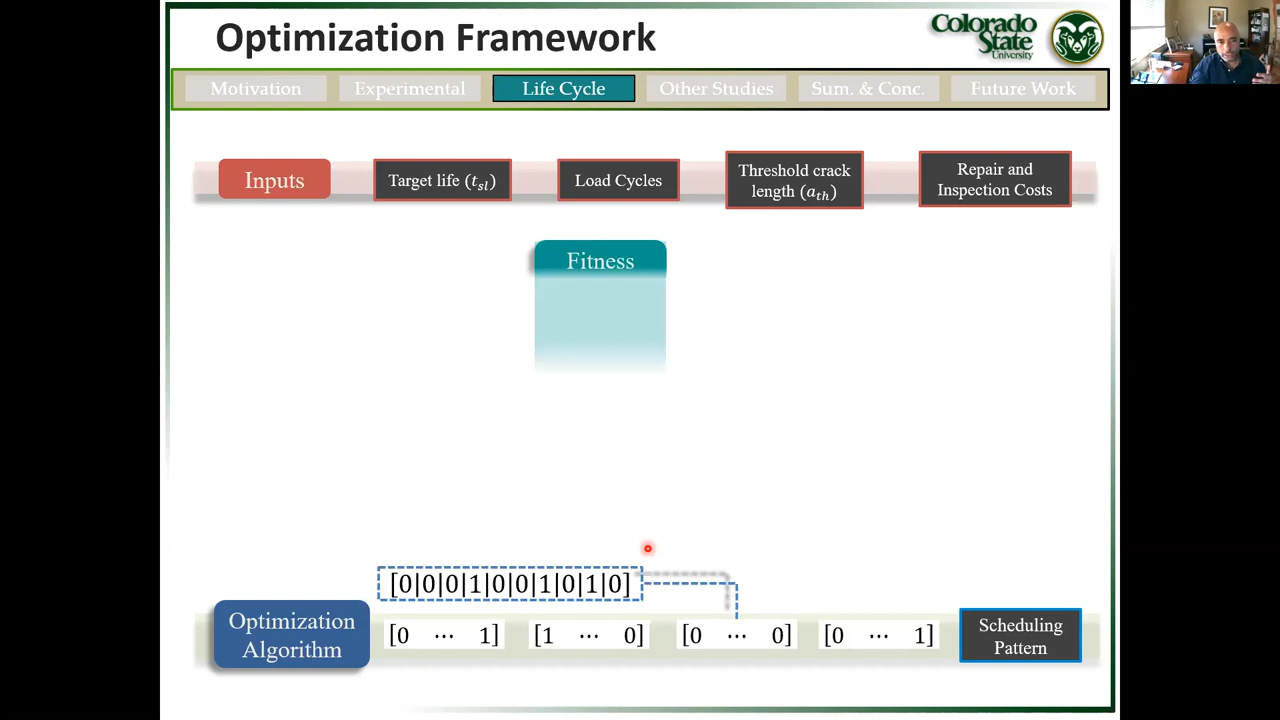 Optimization Framework
Colorado
State
University
Motivation
Experimental
Life Cycle
Other Studies
Sum. & Conc.
Future Work
Inputs
Target life (tsl)
Load Cycles
Threshold crack
length (ath)
Repair and
Inspection Costs
Fitness
[0|0|0|1|0|0|1|0|1|0]
Optimization
Algorithm
[0 ⋯ 1]
[1 ⋯ 0]
[0 ⋯ 0]
[0 ⋯ 1]
Scheduling
Pattern